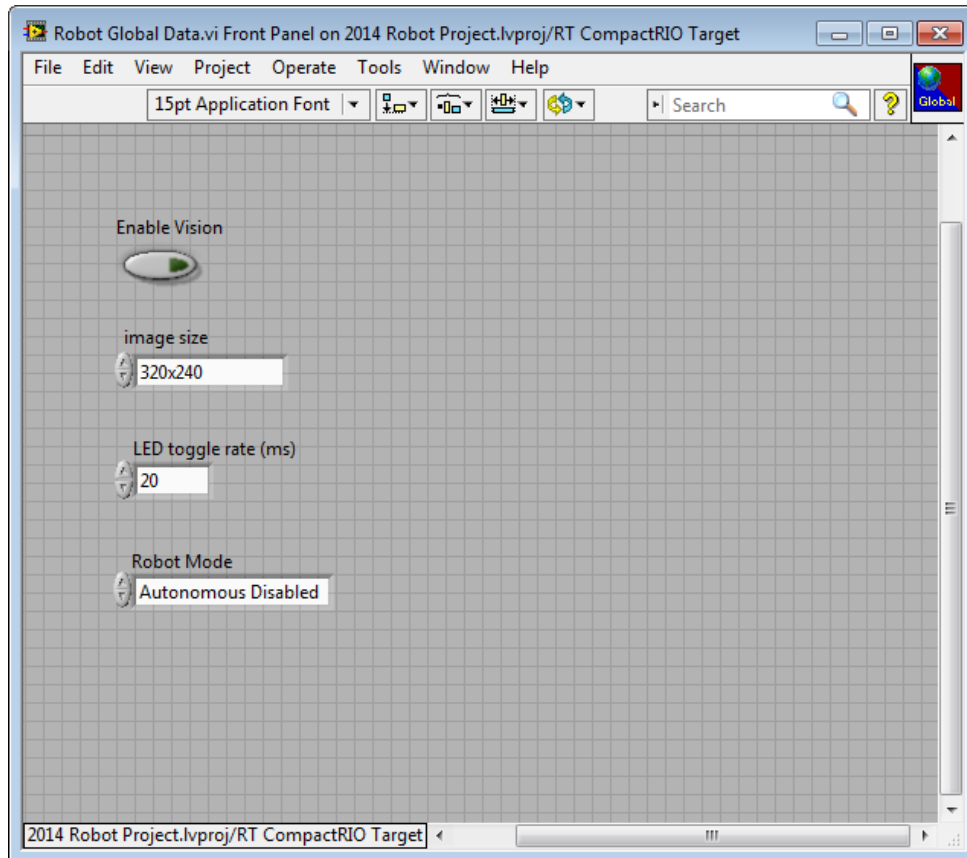 Robot Global Data.vi Front Panel on 2014 Robot Project.lvproj/RT CompactRIO Target
File Edit View Project Operate Tools Window Help
15pt Application Font Search ? Global
Enable Vision
image size
320x240
LED toggle rate (ms)
20
Robot Mode
Autonomous Disabled
2014 Robot Project.lvproj/RT CompactRIO Target